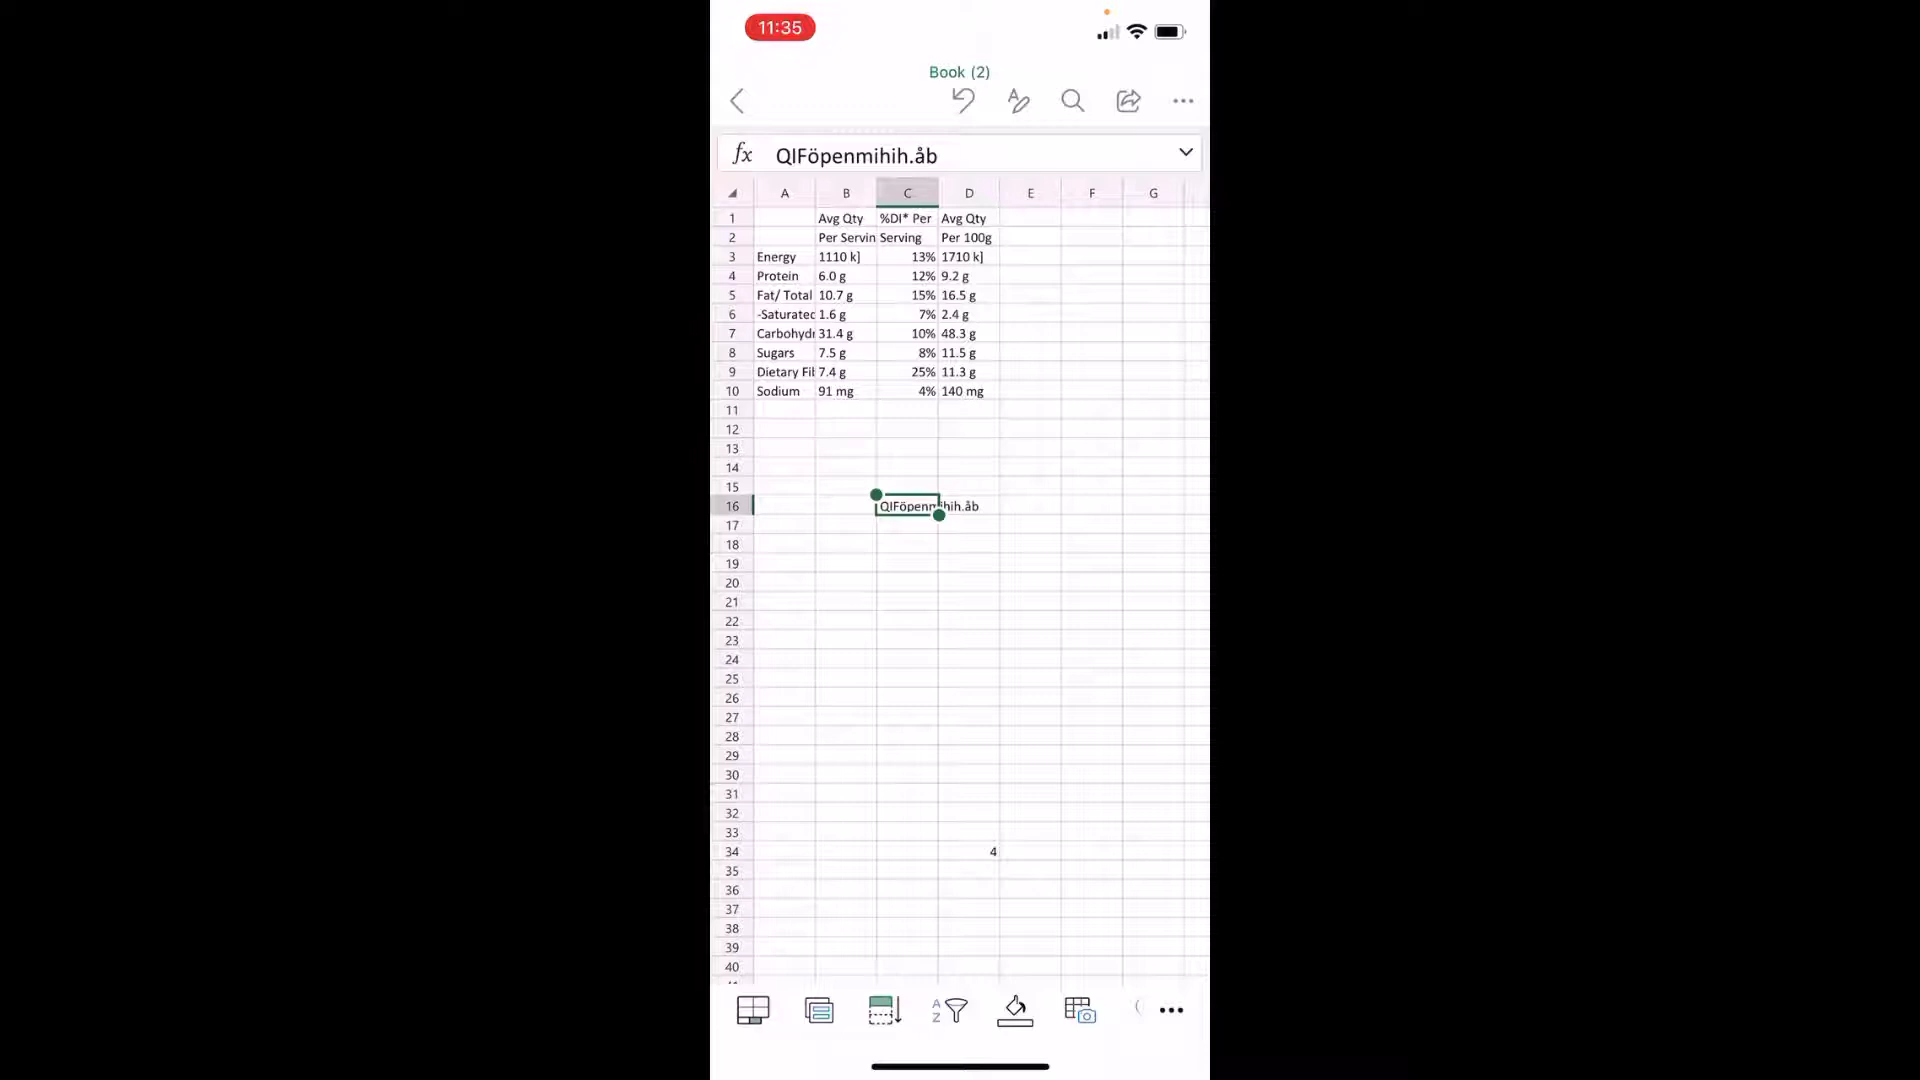 11:35
Book (2)
fx QIFöpenmihih.åb
A B C D E F G
1 Avg Qty %DI* Per Avg Qty
2 Per Servin Serving Per 100g
3 Energy 1110 k] 13% 1710 k]
4 Protein 6.0 g 12% 9.2 g
5 Fat/ Total 10.7 g 15% 16.5 g
6 -Saturated 1.6 g 7% 2.4 g
7 Carbohydr 31.4 g 10% 48.3 g
8 Sugars 7.5 g 8% 11.5 g
9 Dietary Fib 7.4 g 25% 11.3 g
10 Sodium 91 mg 4% 140 mg
11
12
13
14
15
16 QIFöpenmihih.åb
17
18
19
20
21
22
23
24
25
26
27
28
29
30
31
32
33
34 4
35
36
37
38
39
40
A
Z